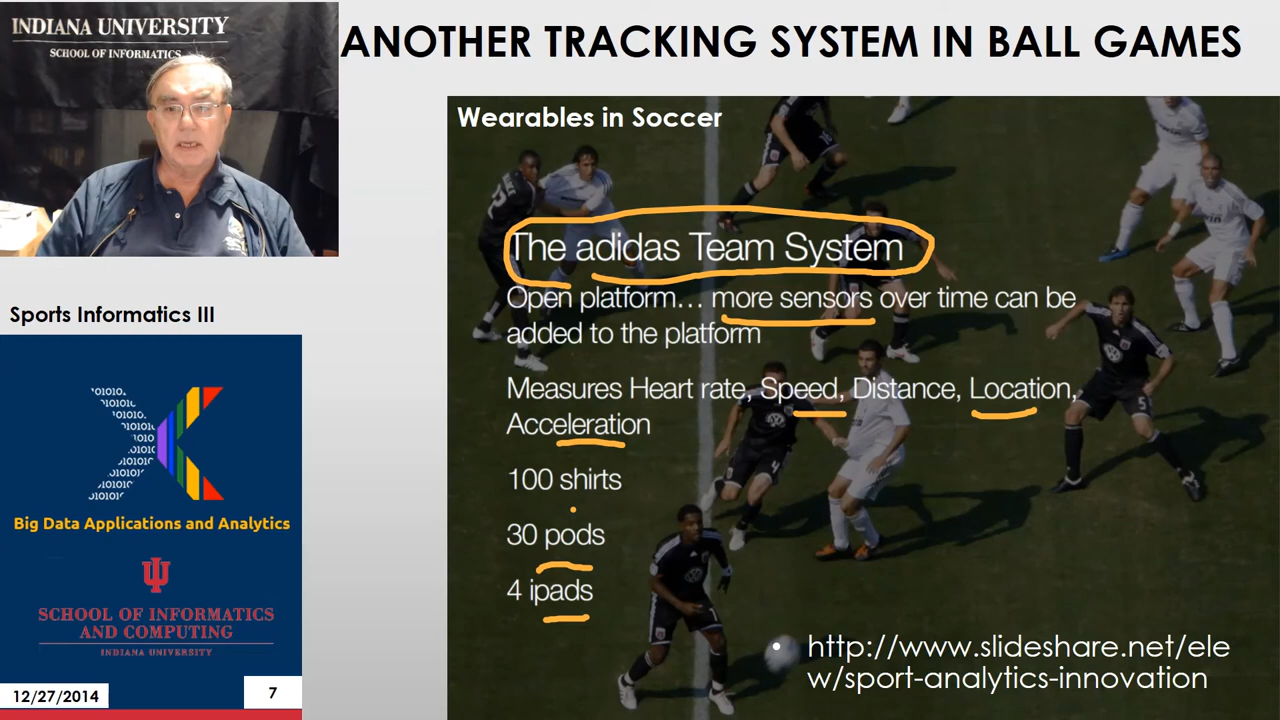 INDIANA UNIVERSITY
SCHOOL OF INFORMATICS
ANOTHER TRACKING SYSTEM IN BALL GAMES
Wearables in Soccer
The adidas Team System
Open platform... more sensors over time can be
added to the platform
Measures Heart rate, Speed, Distance, Location,
Acceleration
100 shirts
30 pods
4 ipads
• http://www.slideshare.net/ele
w/sport-analytics-innovation
Sports Informatics III
Big Data Applications and Analytics
SCHOOL OF INFORMATICS
AND COMPUTING
INDIANA UNIVERSITY
12/27/2014
7